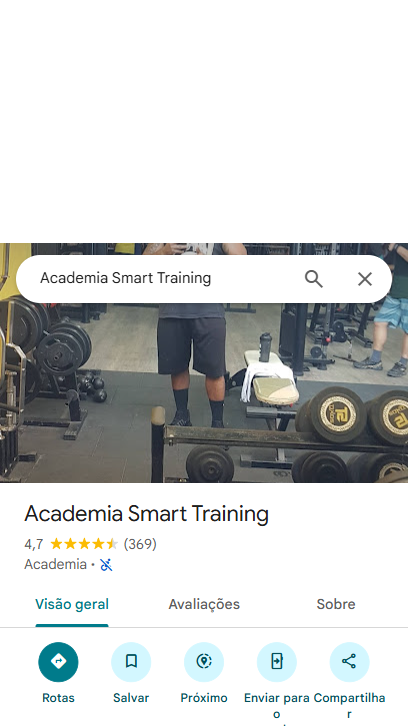 Academia Smart Training
Academia Smart Training
4,7 (369)
Academia ·
Visão geral Avaliações Sobre
Rotas Salvar Próximo Enviar para o Compartilhar